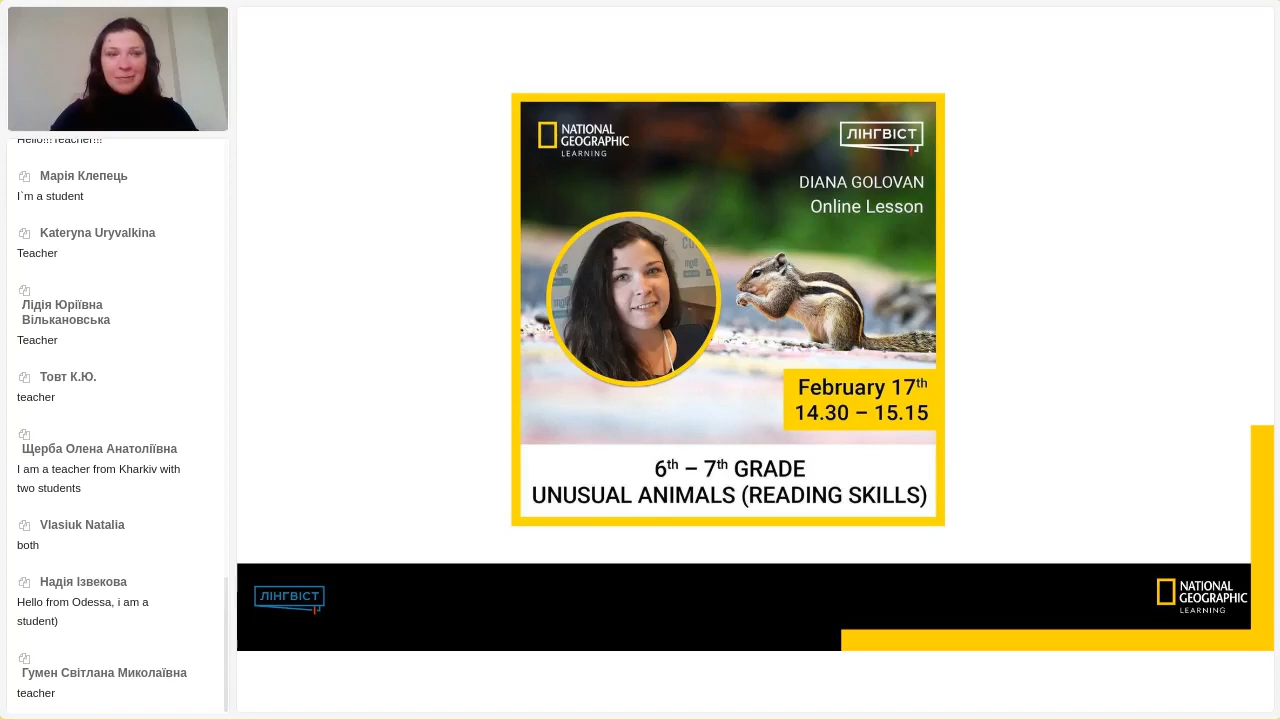 Hello!!!Teacher!!!
Марія Клепець
I`m a student
Kateryna Uryvalkina
Teacher
Лідія Юріївна
Вількановська
Teacher
Товт К.Ю.
teacher
Щерба Олена Анатоліївна
I am a teacher from Kharkiv with
two students
Vlasiuk Natalia
both
Надія Ізвекова
Hello from Odessa, i am a
student)
Гумен Світлана Миколаївна
teacher
NATIONAL
GEOGRAPHIC
LEARNING
ЛІНГВІСТ
DIANA GOLOVAN
Online Lesson
February 17th
14.30 – 15.15
6th – 7th GRADE
UNUSUAL ANIMALS (READING SKILLS)
ЛІНГВІСТ
NATIONAL
GEOGRAPHIC
LEARNING